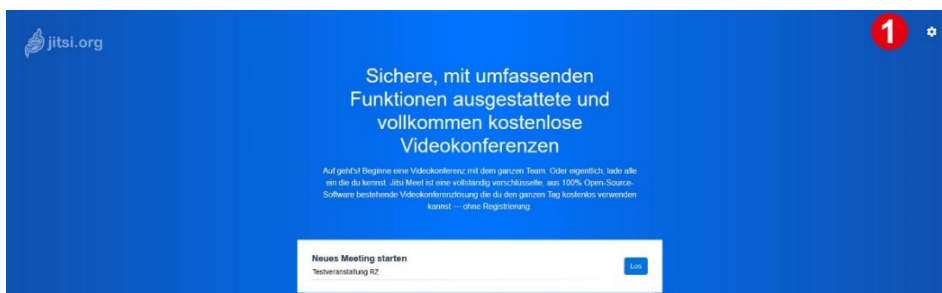 jitsi.org
1
Sichere, mit umfassenden
Funktionen ausgestattete und
vollkommen kostenlose
Videokonferenzen
Auf geht's! Beginne eine Videokonferenz mit dem ganzen Team. Oder eigentlich, lade alle
ein die du kennst. Jitsi Meet ist eine vollständig verschlüsselte, aus 100% Open-Source-
Software bestehende Videokonferenzlösung die du den ganzen Tag kostenlos verwenden
kannst — ohne Registrierung.
Neues Meeting starten
Testveranstaltung RZ
Los